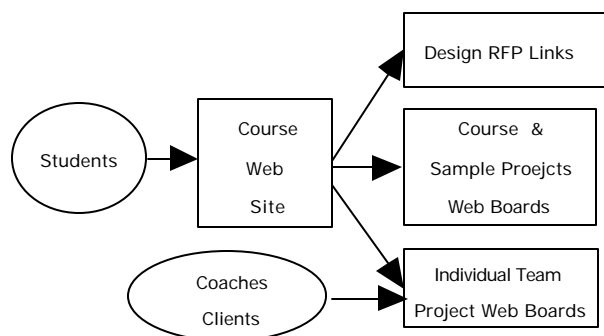 Students
Course
Web
Site
Design RFP Links
Course &
Sample Proejcts
Web Boards
Coaches
Clients
Individual Team
Project Web Boards